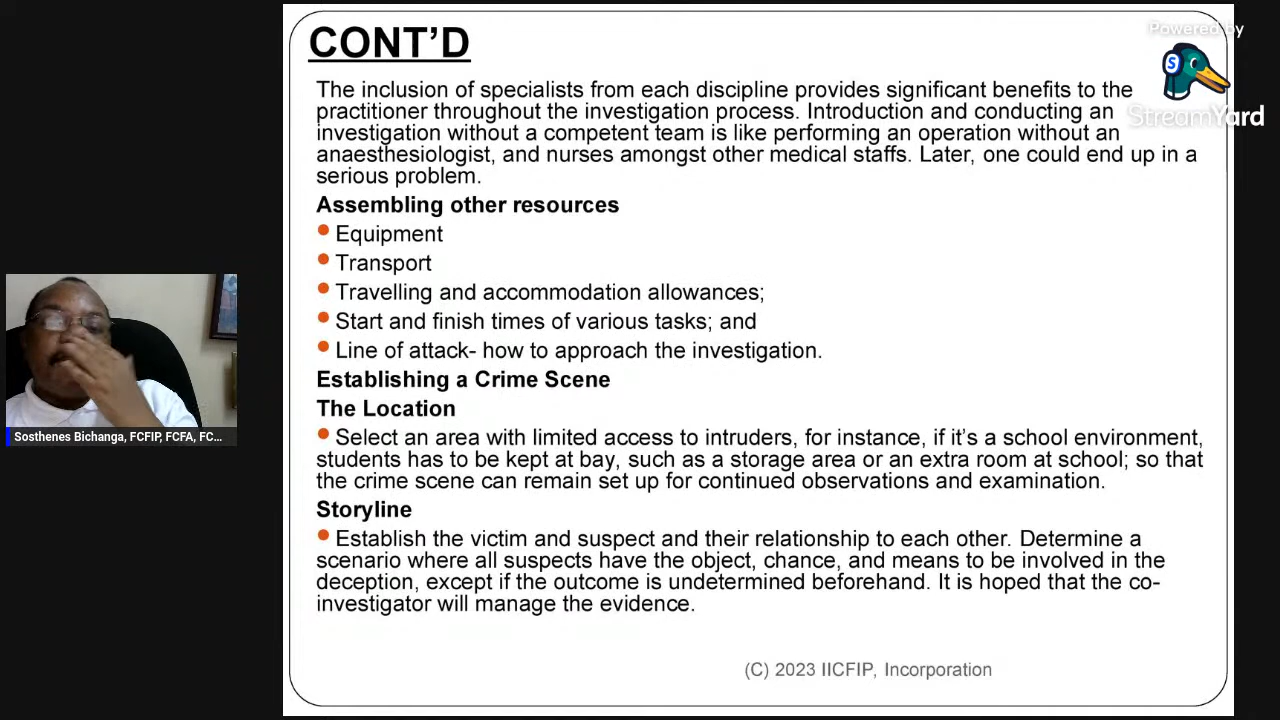 CONT’D
Powered by
The inclusion of specialists from each discipline provides significant benefits to the
practitioner throughout the investigation process. Introduction and conducting an
investigation without a competent team is like performing an operation without an
anaesthesiologist, and nurses amongst other medical staffs. Later, one could end up in a
serious problem.
StreamYard
Assembling other resources
Equipment
Transport
Travelling and accommodation allowances;
Start and finish times of various tasks; and
Line of attack- how to approach the investigation.
Establishing a Crime Scene
The Location
Select an area with limited access to intruders, for instance, if it’s a school environment,
students has to be kept at bay, such as a storage area or an extra room at school; so that
the crime scene can remain set up for continued observations and examination.
Storyline
Establish the victim and suspect and their relationship to each other. Determine a
scenario where all suspects have the object, chance, and means to be involved in the
deception, except if the outcome is undetermined beforehand. It is hoped that the co-
investigator will manage the evidence.
(C) 2023 IICFIP, Incorporation
Sosthenes Bichanga, FCFIP, FCFA, FC...
S